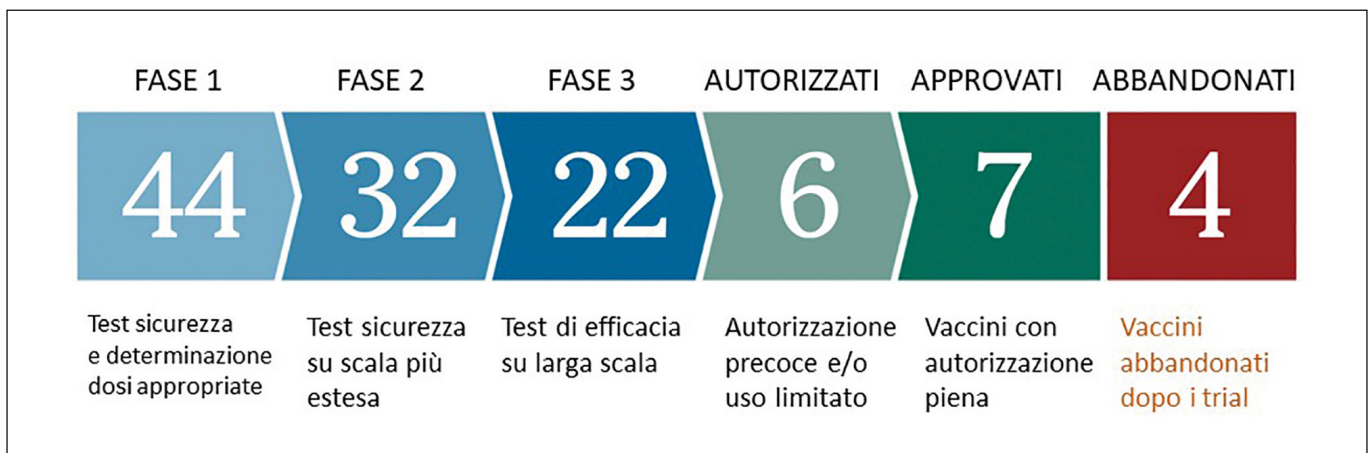 FASE 1
FASE 2
FASE 3
AUTORIZZATI
APPROVATI
ABBANDONATI
44
32
22
6
7
4
Test sicurezza
e determinazione
dosi appropriate
Test sicurezza
su scala più
estesa
Test di efficacia
su larga scala
Autorizzazione
precoce e/o
uso limitato
Vaccini con
autorizzazione
piena
Vaccini
abbandonati
dopo i trial